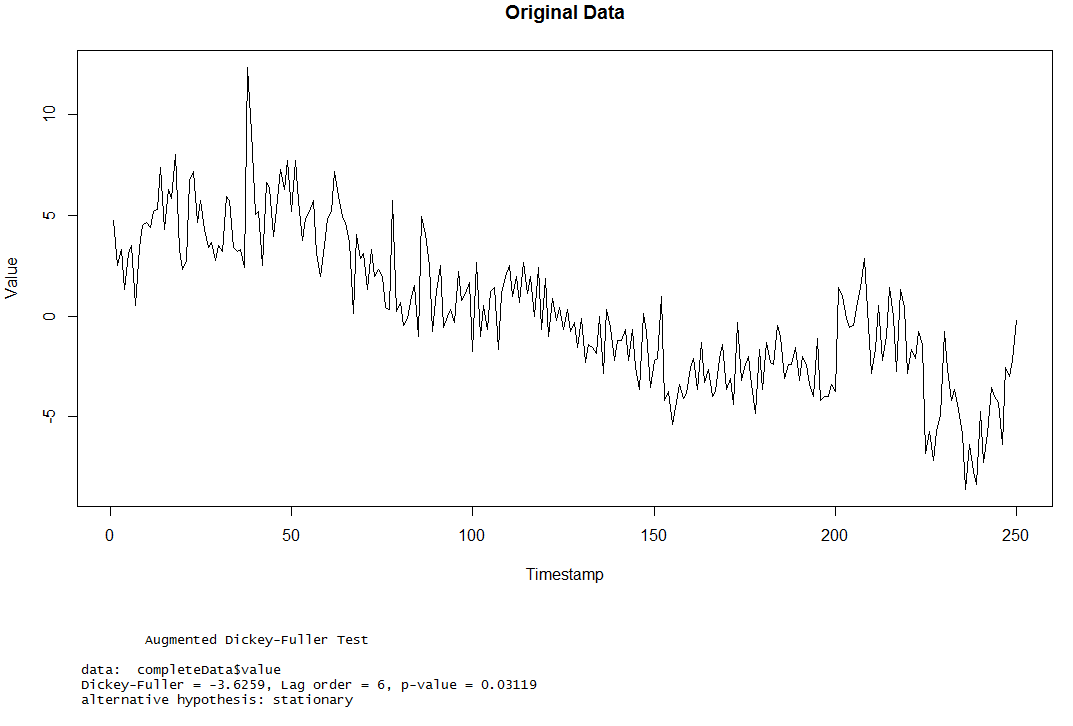 Original Data
10
5
0
-5
Value
0
50
100
150
200
250
Timestamp
Augmented Dickey-Fuller Test
data:  completeData$value
Dickey-Fuller = -3.6259, Lag order = 6, p-value = 0.03119
alternative hypothesis: stationary